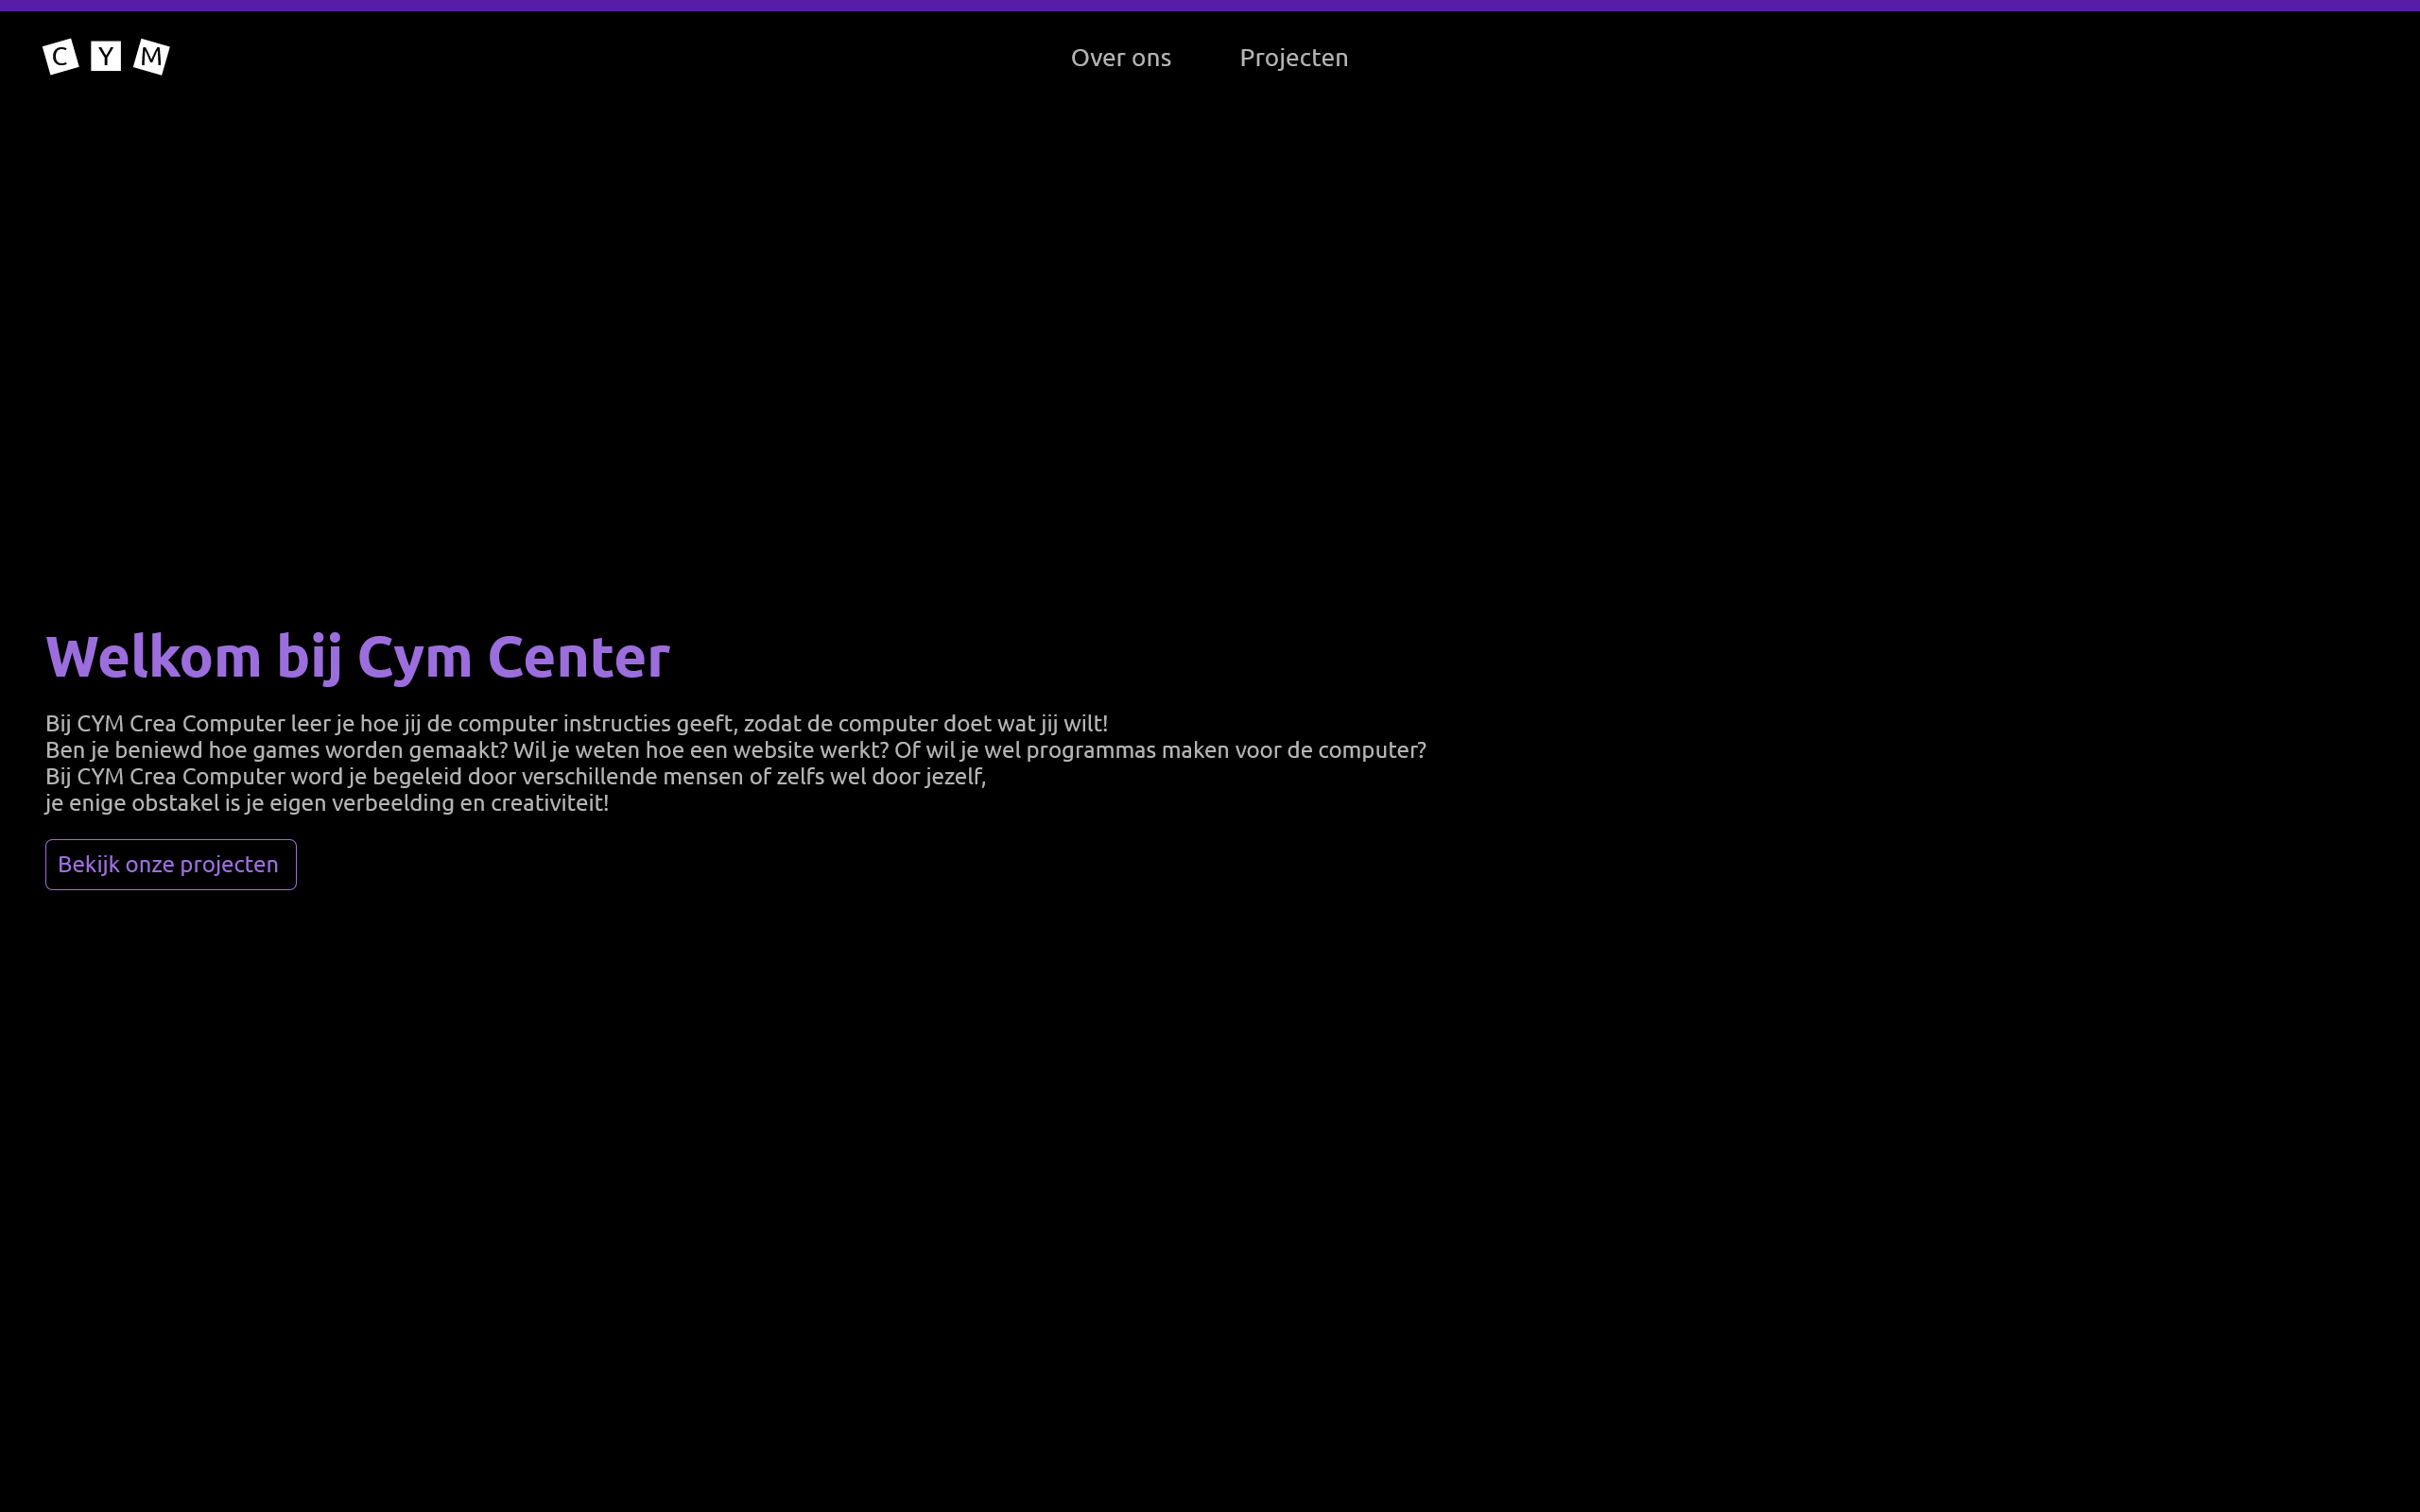 C Y M
Over ons
Projecten
Welkom bij Cym Center
Bij CYM Crea Computer leer je hoe jij de computer instructies geeft, zodat de computer doet wat jij wilt!
Ben je beniewd hoe games worden gemaakt? Wil je weten hoe een website werkt? Of wil je wel programmas maken voor de computer?
Bij CYM Crea Computer word je begeleid door verschillende mensen of zelfs wel door jezelf,
je enige obstakel is je eigen verbeelding en creativiteit!
Bekijk onze projecten